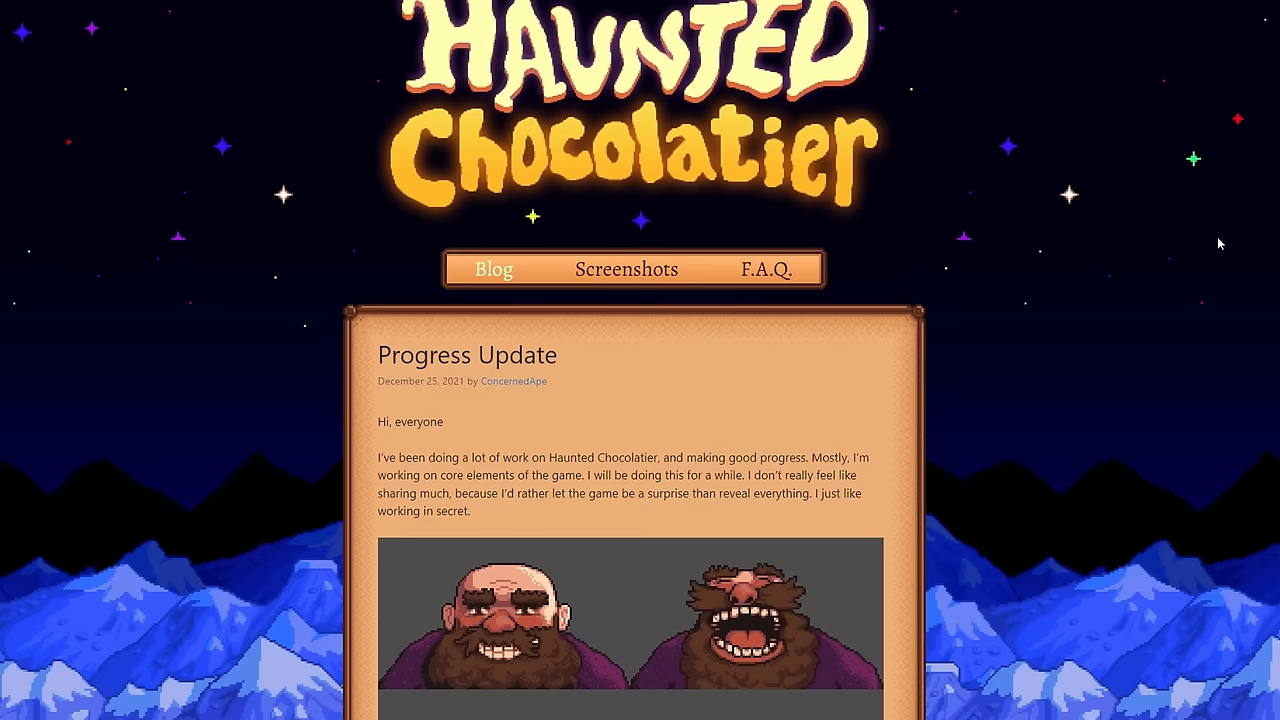 HAUNTED
Chocolatier
Blog Screenshots F.A.Q.
Progress Update
December 25, 2021 by ConcernedApe
Hi, everyone
I've been doing a lot of work on Haunted Chocolatier, and making good progress. Mostly, I'm
working on core elements of the game. I will be doing this for a while. I don't really feel like
sharing much, because I'd rather let the game be a surprise than reveal everything. I just like
working in secret.